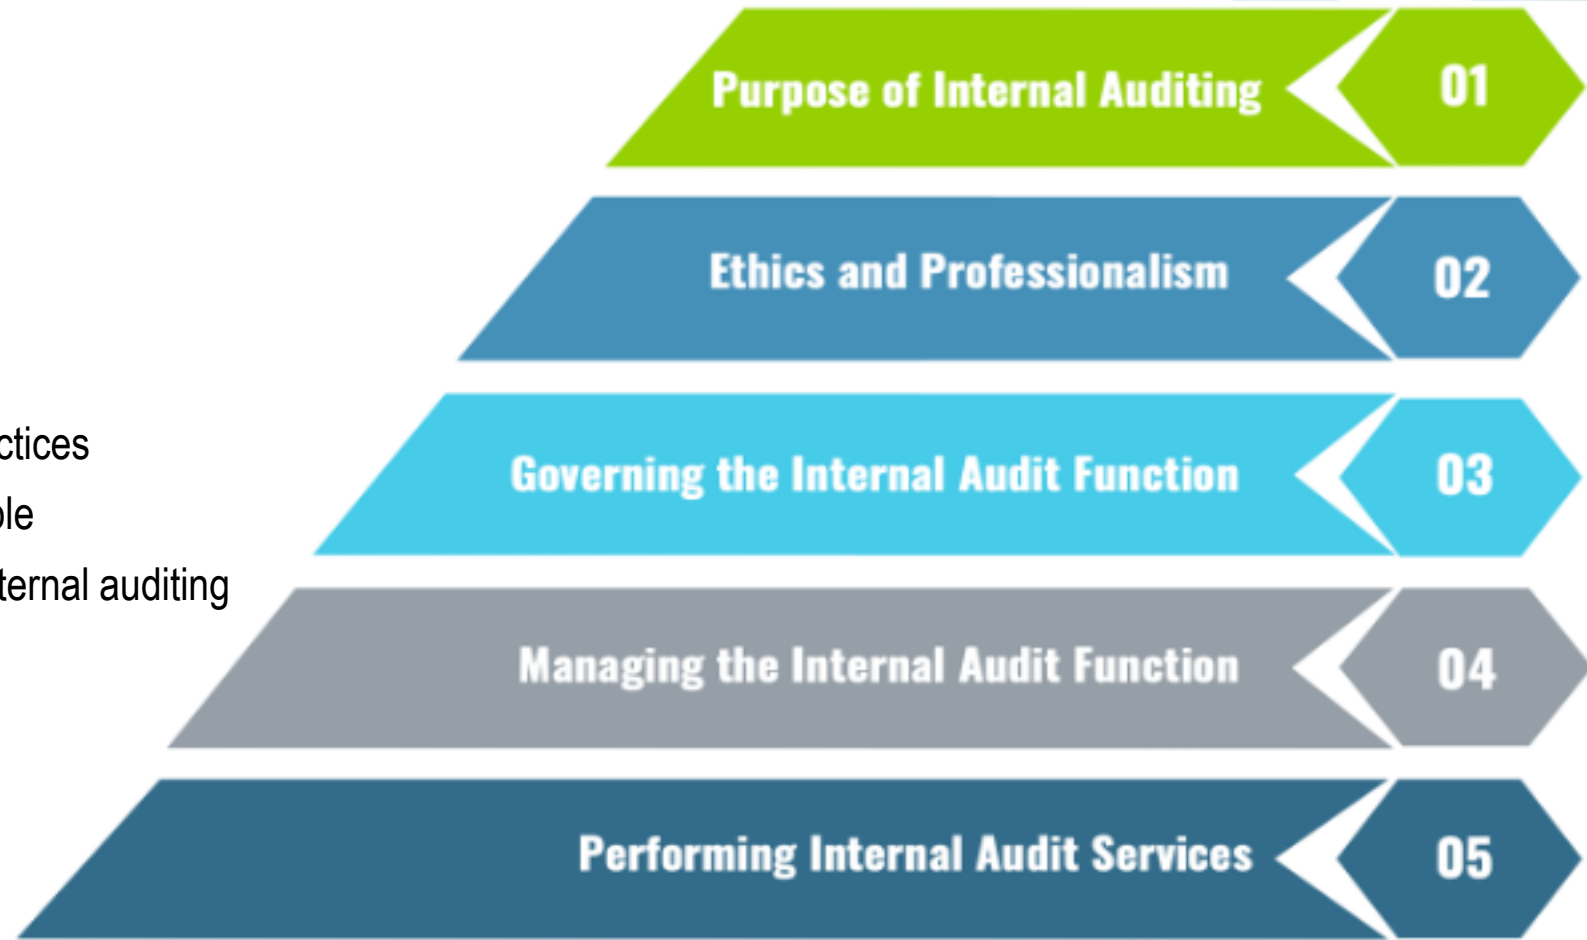 Purpose of Internal Auditing 01
Ethics and Professionalism 02
ctices
Governing the Internal Audit Function 03
ole
ternal auditing
Managing the Internal Audit Function 04
Performing Internal Audit Services 05